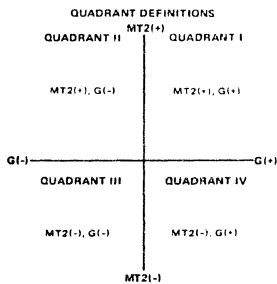 QUADRANT DEFINITIONS
MT2(+)
QUADRANT II QUADRANT I
MT2(+), G(-) MT2(+), G(+)
G(-) G(+)
QUADRANT III QUADRANT IV
MT2(-), G(-) MT2(-), G(+)
MT2(-)